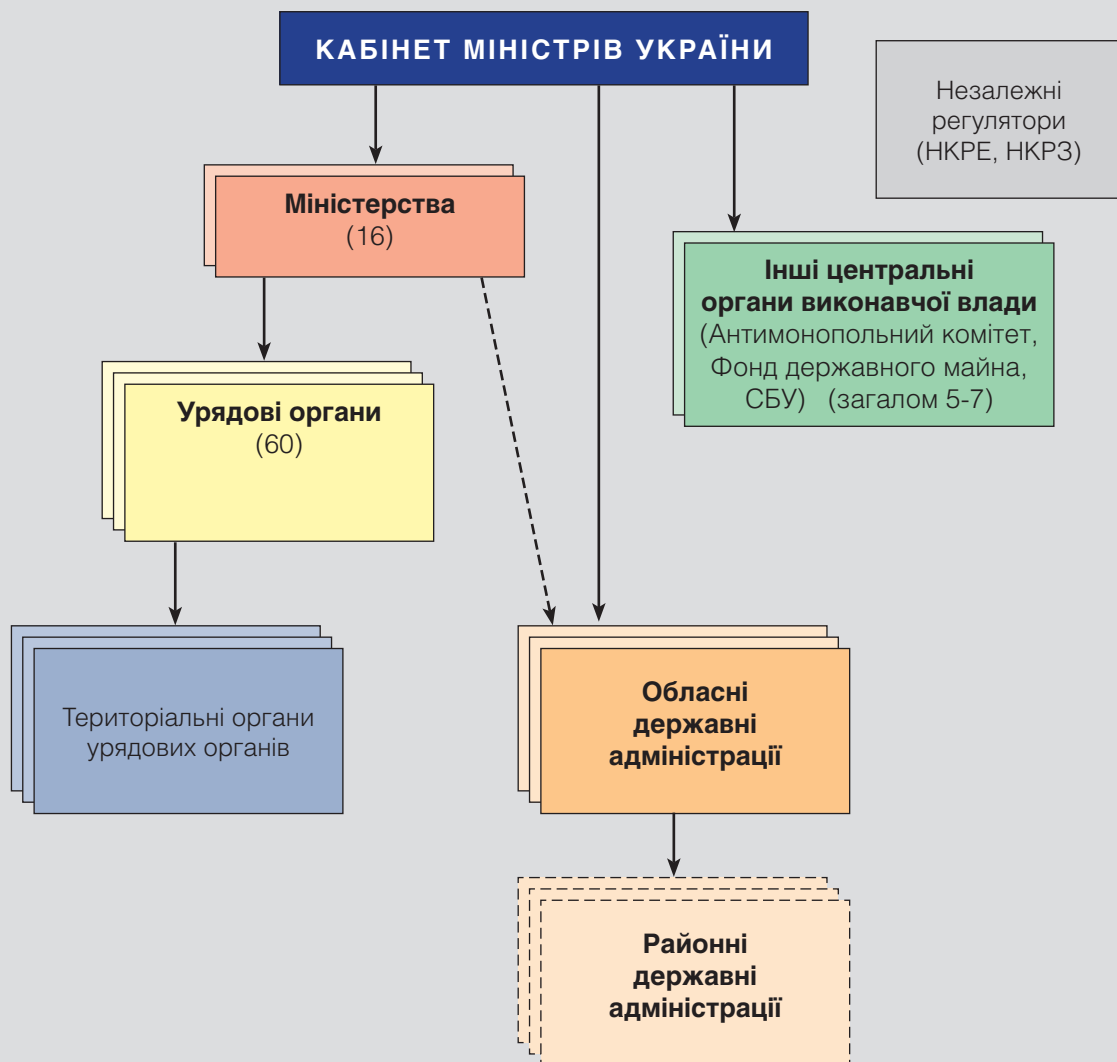 КАБІНЕТ МІНІСТРІВ УКРАЇНИ
Незалежні
регулятори
(НКРЕ, НКРЗ)
Міністерства
(16)
Інші центральні
органи виконавчої влади
(Антимонопольний комітет,
Фонд державного майна,
СБУ) (загалом 5-7)
Урядові органи
(60)
Територіальні органи
урядових органів
Обласні
державні
адміністрації
Районні
державні
адміністрації